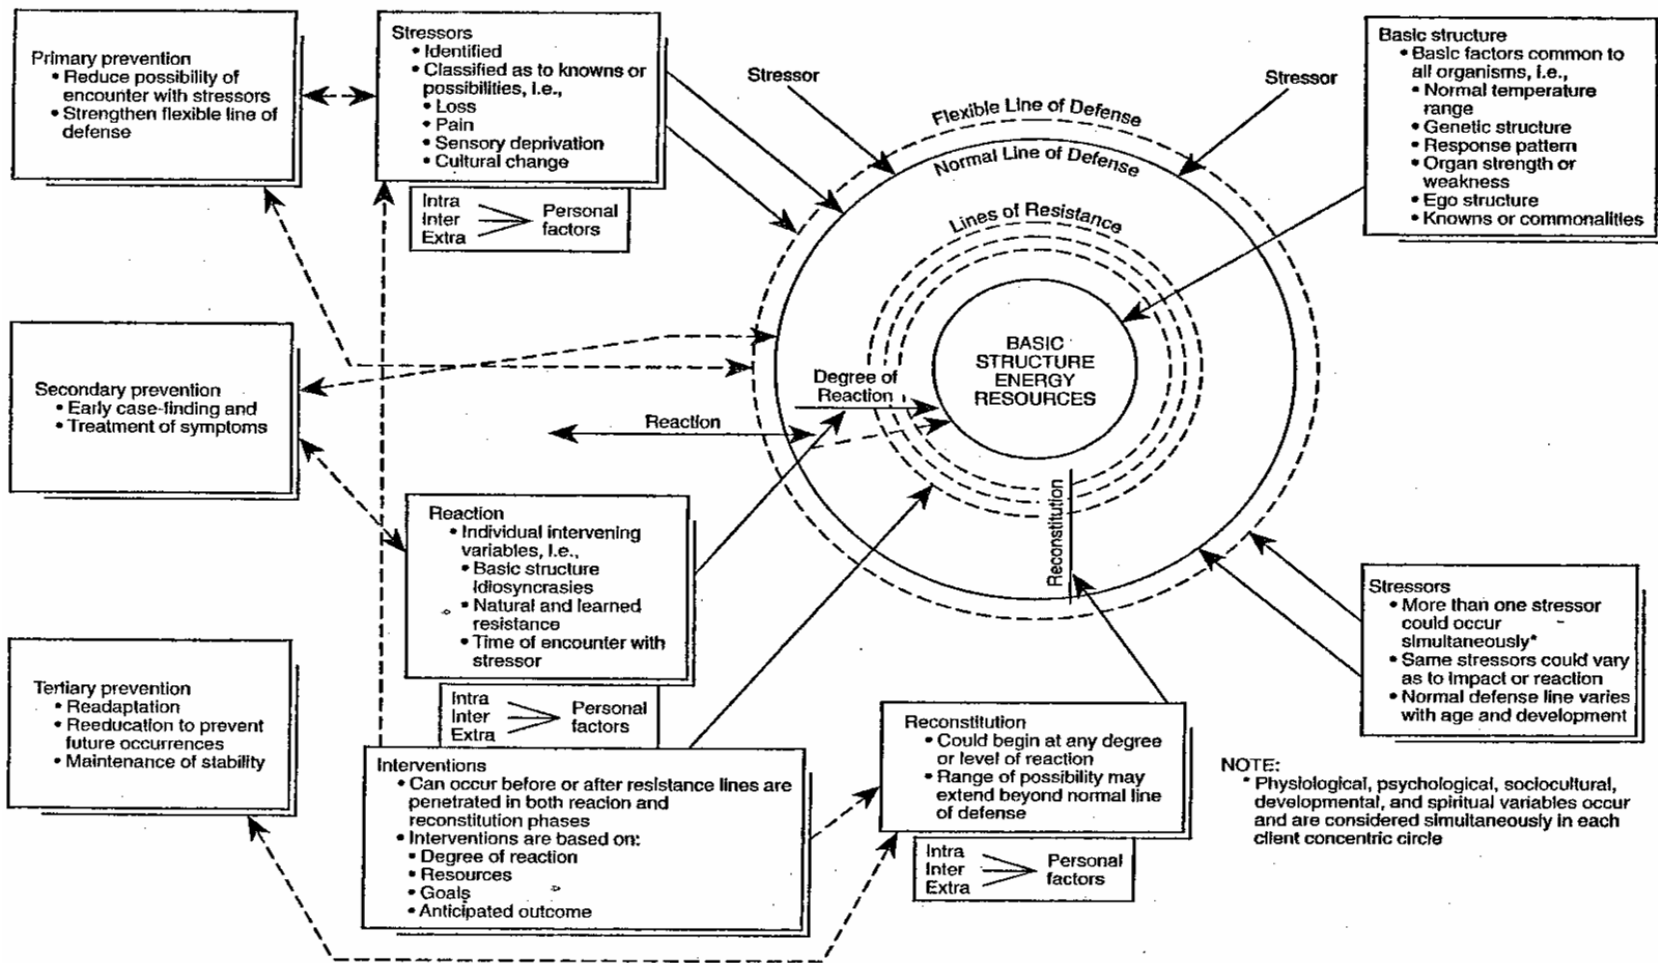 Primary prevention
• Reduce possibility of
encounter with stressors
• Strengthen flexible line of
defense
Stressors
• Identified
• Classified as to knowns or
possibilities, i.e.,
• Loss
• Pain
• Sensory deprivation
• Cultural change
Intra
Inter
Extra
Personal
factors
Stressor
Stressor
Flexible Line of Defense
Normal Line of Defense
Lines of Resistance
BASIC
STRUCTURE
ENERGY
RESOURCES
Basic structure
• Basic factors common to
all organisms, i.e.,
• Normal temperature
range
• Genetic structure
• Response pattern
• Organ strength or
weakness
• Ego structure
• Knowns or commonalities
Secondary prevention
• Early case-finding and
• Treatment of symptoms
Degree of
Reaction
Reaction
Reconstitution
Reaction
• Individual intervening
variables, i.e.,
• Basic structure
idiosyncrasies
• Natural and learned
resistance
• Time of encounter with
stressor
Intra
Inter
Extra
Personal
factors
Stressors
• More than one stressor
could occur
simultaneously*
• Same stressors could vary
as to impact or reaction
• Normal defense line varies
with age and development
Tertiary prevention
• Readaptation
• Reeducation to prevent
future occurrences
• Maintenance of stability
Interventions
• Can occur before or after resistance lines are
penetrated in both reacion and
reconstitution phases
• Interventions are based on:
• Degree of reaction
• Resources
• Goals
• Anticipated outcome
Reconstitution
• Could begin at any degree
or level of reaction
• Range of possibility may
extend beyond normal line
of defense
Intra
Inter
Extra
Personal
factors
NOTE:
* Physiological, psychological, sociocultural,
developmental, and spiritual variables occur
and are considered simultaneously in each
client concentric circle